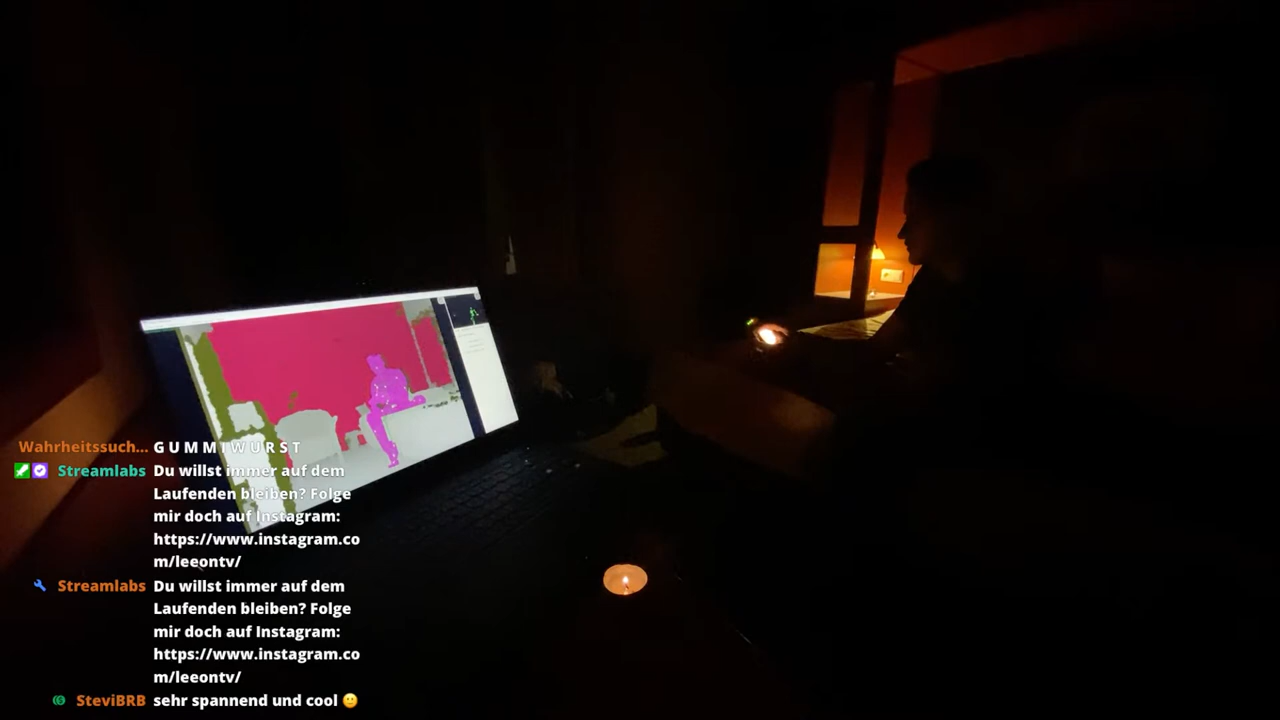 Wahrheitssuch... G U M M I W U R S T
Streamlabs Du willst immer auf dem
Laufenden bleiben? Folge
mir doch auf Instagram:
https://www.instagram.co
m/leeontv/
Streamlabs Du willst immer auf dem
Laufenden bleiben? Folge
mir doch auf Instagram:
https://www.instagram.co
m/leeontv/
SteviBRB sehr spannend und cool 🙂